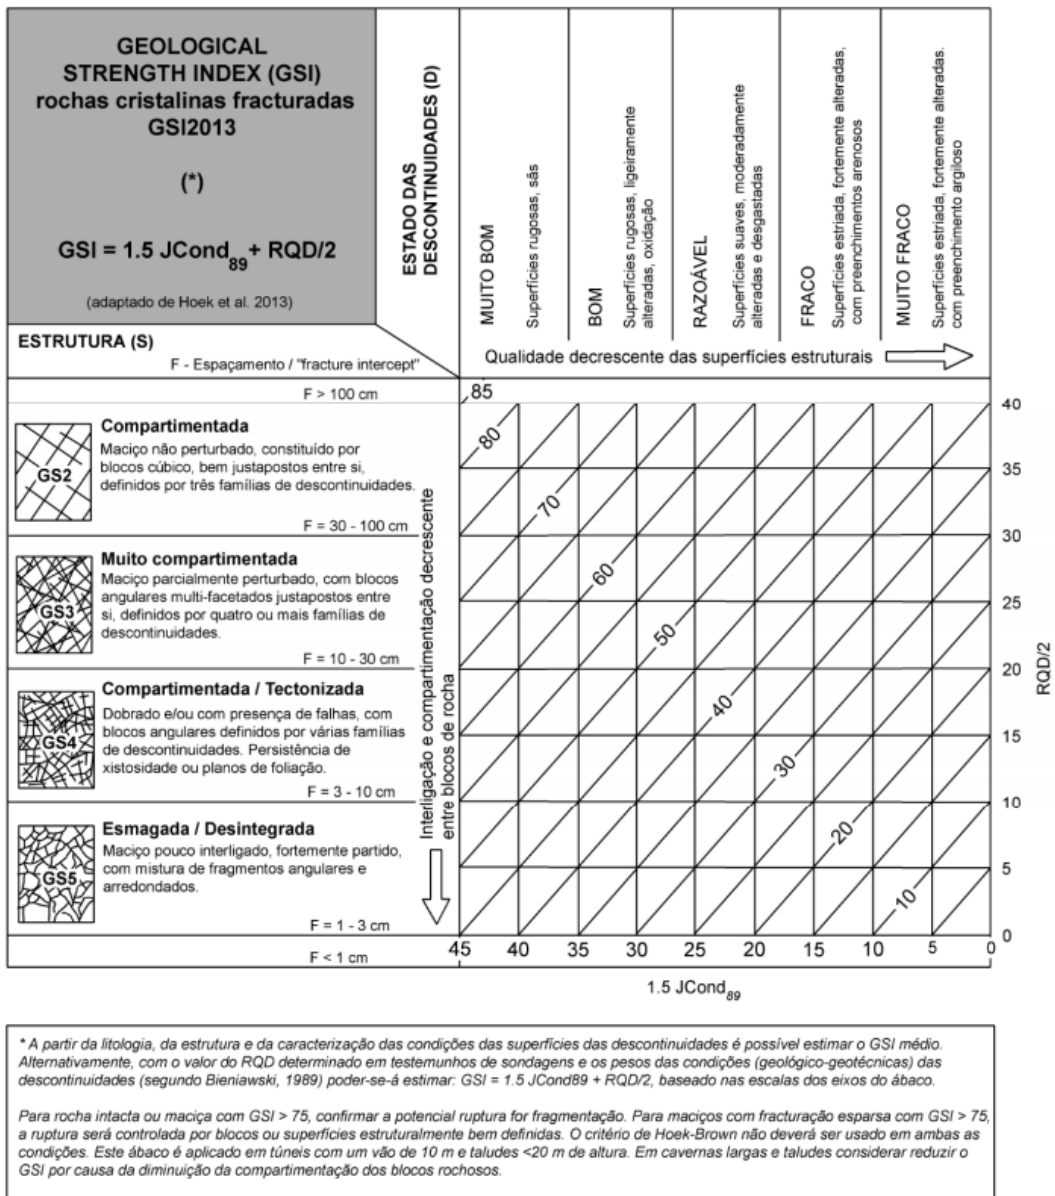 GEOLOGICAL
STRENGTH INDEX (GSI)
rochas cristalinas fracturadas
GSI2013
(*)
GSI = 1.5 JCond89 + RQD/2
(adaptado de Hoek et al. 2013)
ESTADO DAS
DESCONTINUIDADES (D)
MUITO BOM
Superfícies rugosas, sãs
BOM
Superfícies rugosas, ligeiramente
alteradas, oxidação
RAZOÁVEL
Superfícies suaves, moderadamente
alteradas e desgastadas
FRACO
Superfícies estriada, fortemente alteradas,
com preenchimentos arenosos
MUITO FRACO
Superfícies estriada, fortemente alteradas.
com preenchimento argiloso
ESTRUTURA (S)
F - Espaçamento / "fracture intercept"
Qualidade decrescente das superfícies estruturais
F > 100 cm
GS2
Compartimentada
Maciço não perturbado, constituído por
blocos cúbico, bem justapostos entre si,
definidos por três famílias de descontinuidades.
F = 30 - 100 cm
GS3
Muito compartimentada
Maciço parcialmente perturbado, com blocos
angulares multi-facetados justapostos entre
si, definidos por quatro ou mais famílias de
descontinuidades.
F = 10 - 30 cm
GS4
Compartimentada / Tectonizada
Dobrado e/ou com presença de falhas, com
blocos angulares definidos por várias famílias
de descontinuidades. Persistência de
xistosidade ou planos de foliação.
F = 3 - 10 cm
GS5
Esmagada / Desintegrada
Maciço pouco interligado, fortemente partido,
com mistura de fragmentos angulares e
arredondados.
F = 1 - 3 cm
F < 1 cm
Interligação e compartimentação decrescente
entre blocos de rocha
85
80
70
60
50
40
30
20
10
40
35
30
25
20
15
10
5
0
RQD/2
45 40 35 30 25 20 15 10 5 0
1.5 JCond89
* A partir da litologia, da estrutura e da caracterização das condições das superfícies das descontinuidades é possível estimar o GSI médio.
Alternativamente, com o valor do RQD determinado em testemunhos de sondagens e os pesos das condições (geológico-geotécnicas) das
descontinuidades (segundo Bieniawski, 1989) poder-se-á estimar: GSI = 1.5 JCond89 + RQD/2, baseado nas escalas dos eixos do ábaco.
Para rocha intacta ou maciça com GSI > 75, confirmar a potencial ruptura for fragmentação. Para maciços com fracturação esparsa com GSI > 75,
a ruptura será controlada por blocos ou superfícies estruturalmente bem definidas. O critério de Hoek-Brown não deverá ser usado em ambas as
condições. Este ábaco é aplicado em túneis com um vão de 10 m e taludes <20 m de altura. Em cavernas largas e taludes considerar reduzir o
GSI por causa da diminuição da compartimentação dos blocos rochosos.